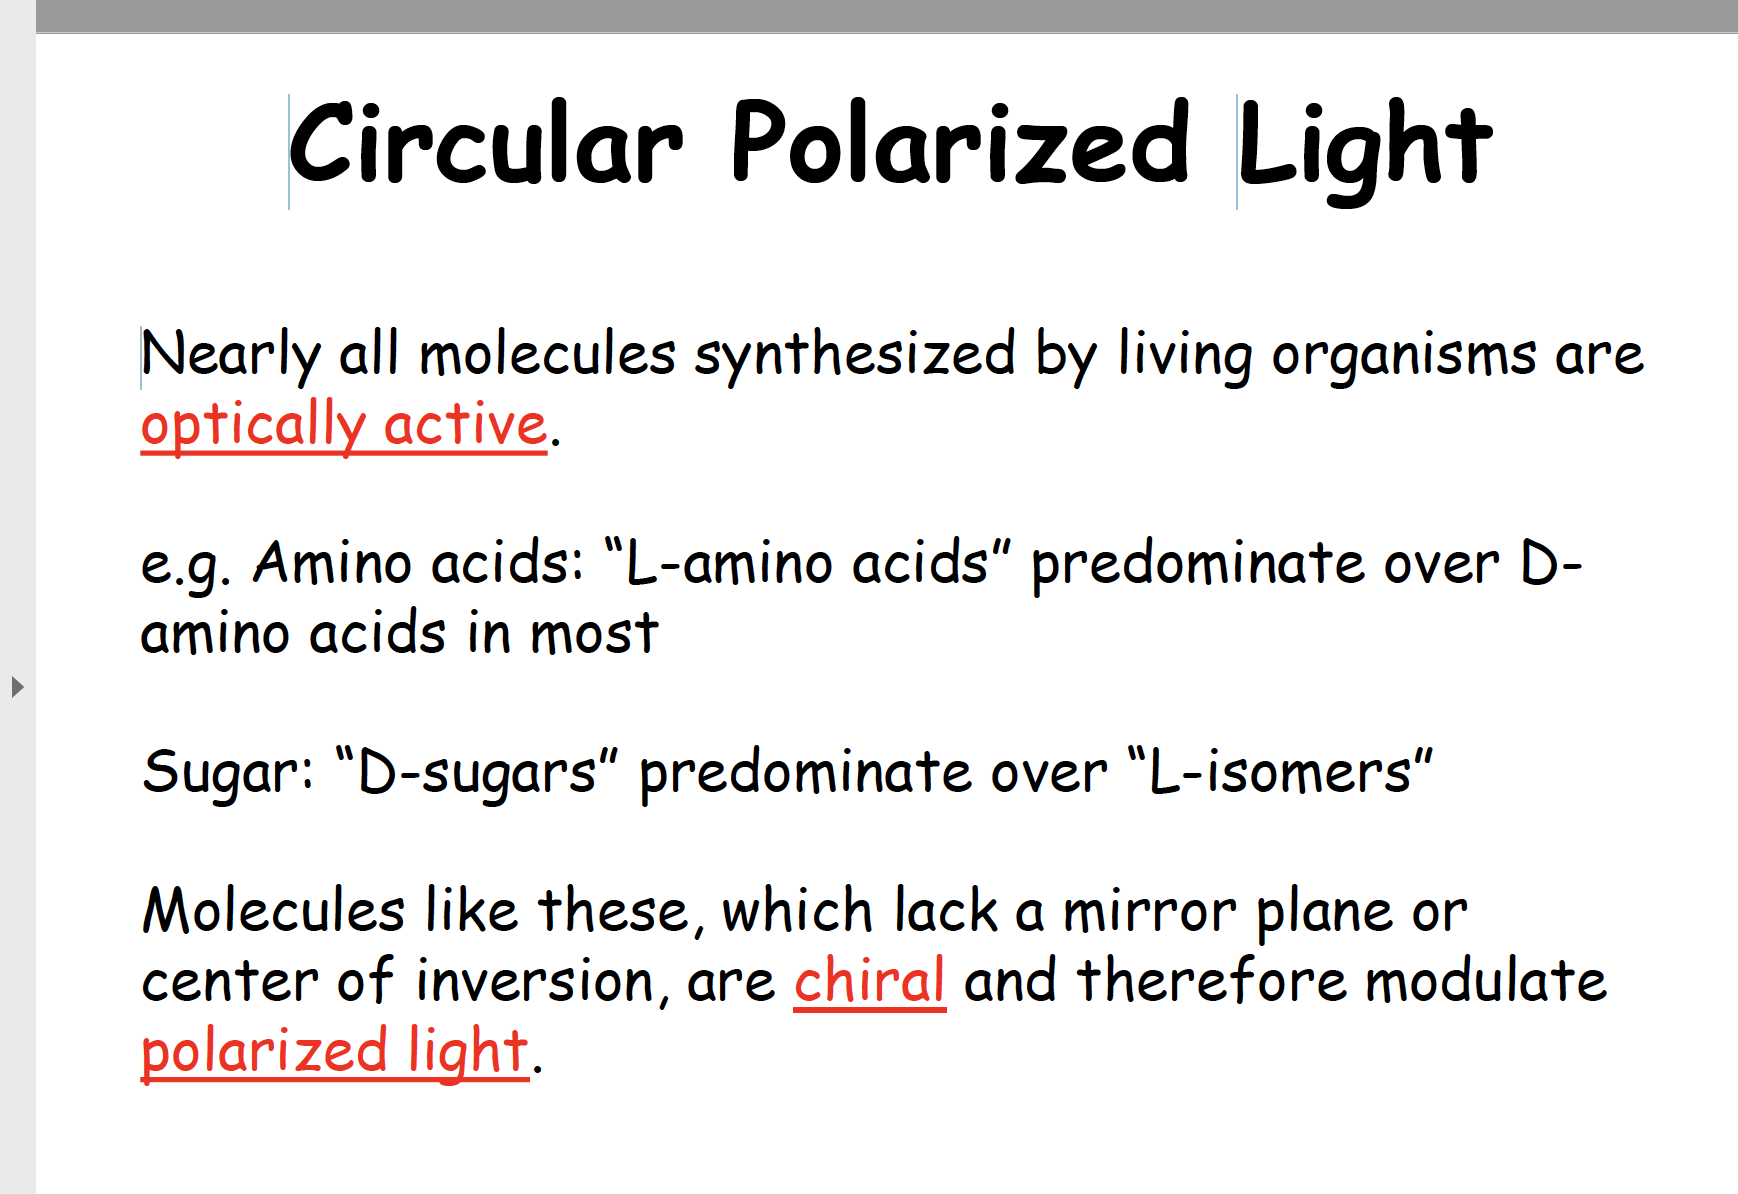 Circular Polarized Light
Nearly all molecules synthesized by living organisms are
optically active.
e.g. Amino acids: “L-amino acids” predominate over D-
amino acids in most
Sugar: “D-sugars” predominate over “L-isomers”
Molecules like these, which lack a mirror plane or
center of inversion, are chiral and therefore modulate
polarized light.